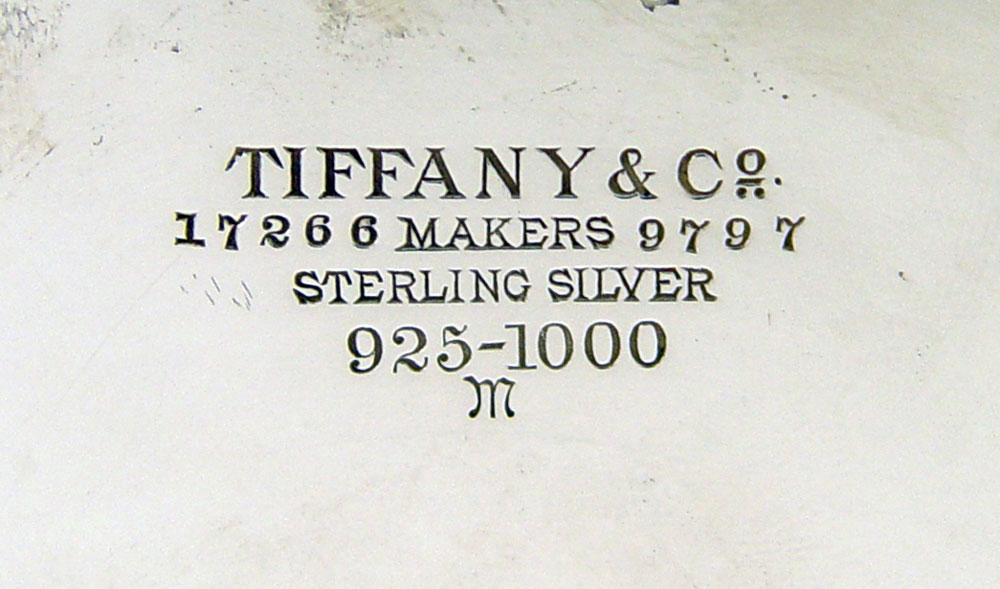 TIFFANY & Cº.
17266 MAKERS 9797
STERLING SILVER
925-1000
M